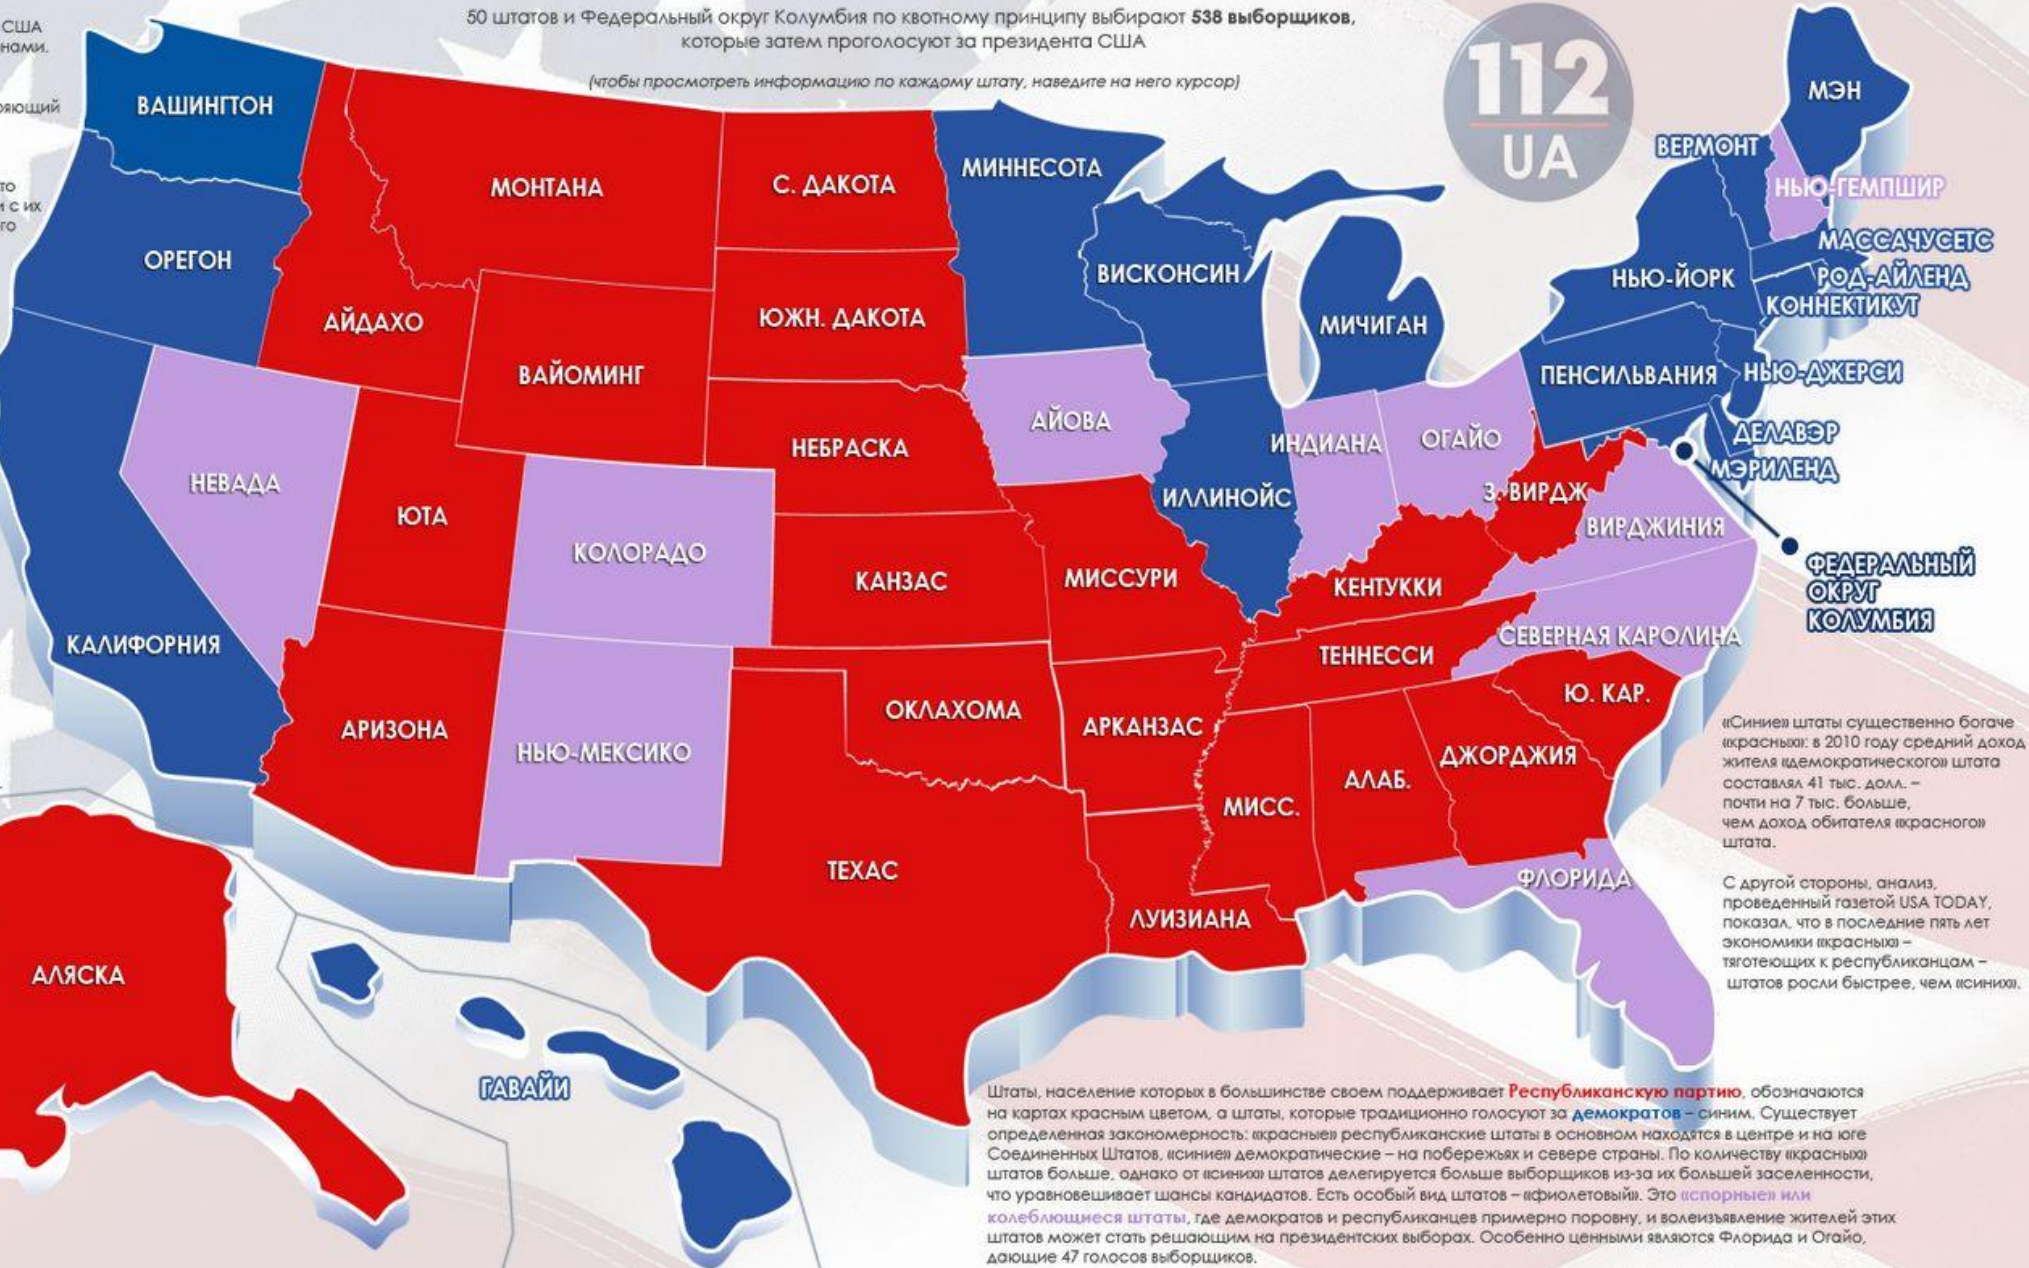 США
нами.
ряющий
то
и с их
го
50 штатов и Федеральный округ Колумбия по квотному принципу выбирают 538 выборщиков,
которые затем проголосуют за президента США
(чтобы просмотреть информацию по каждому штату, наведите на него курсор)
112
UA
МЭН
ВАШИНГТОН
ВЕРМОНТ
МИННЕСОТА
МОНТАНА
С. ДАКОТА
НЬЮ-ГЕМПШИР
МАССАЧУСЕТС
ОРЕГОН
ВИСКОНСИН
НЬЮ-ЙОРК
РОД-АЙЛЕНД
КОННЕКТИКУТ
АЙДАХО
ЮЖН. ДАКОТА
МИЧИГАН
ВАЙОМИНГ
ПЕНСИЛЬВАНИЯ
НЬЮ-ДЖЕРСИ
АЙОВА
НЕБРАСКА
ИНДИАНА
ОГАЙО
ДЕЛАВЭР
МЭРИЛЕНД
НЕВАДА
ЮТА
ИЛЛИНОЙС
З. ВИРДЖ
ВИРДЖИНИЯ
КОЛОРАДО
КАНЗАС
МИССУРИ
КЕНТУККИ
ФЕДЕРАЛЬНЫЙ
ОКРУГ
КОЛУМБИЯ
КАЛИФОРНИЯ
ТЕННЕССИ
СЕВЕРНАЯ КАРОЛИНА
Ю. КАР.
АРИЗОНА
НЬЮ-МЕКСИКО
ОКЛАХОМА
АРКАНЗАС
ДЖОРДЖИЯ
АЛАБ.
МИСС.
ТЕХАС
ФЛОРИДА
ЛУИЗИАНА
АЛЯСКА
ГАВАЙИ
«Синие» штаты существенно богаче
«красных»: в 2010 году средний доход
жителя «демократического» штата
составлял 41 тыс. долл. –
почти на 7 тыс. больше,
чем доход обитателя «красного»
штата.
С другой стороны, анализ,
проведенный газетой USA TODAY,
показал, что в последние пять лет
экономики «красных» –
тяготеющих к республиканцам –
штатов росли быстрее, чем «синих».
Штаты, население которых в большинстве своем поддерживает Республиканскую партию, обозначаются
на картах красным цветом, а штаты, которые традиционно голосуют за демократов – синим. Существует
определенная закономерность: «красные» республиканские штаты в основном находятся в центре и на юге
Соединенных Штатов, «синие» демократические – на побережьях и севере страны. По количеству «красных»
штатов больше, однако от «синих» штатов делегируется больше выборщиков из-за их большей заселенности,
что уравновешивает шансы кандидатов. Есть особый вид штатов – «фиолетовый». Это «спорные» или
колеблющиеся штаты, где демократов и республиканцев примерно поровну, и волеизъявление жителей этих
штатов может стать решающим на президентских выборах. Особенно ценными являются Флорида и Огайо,
дающие 47 голосов выборщиков.